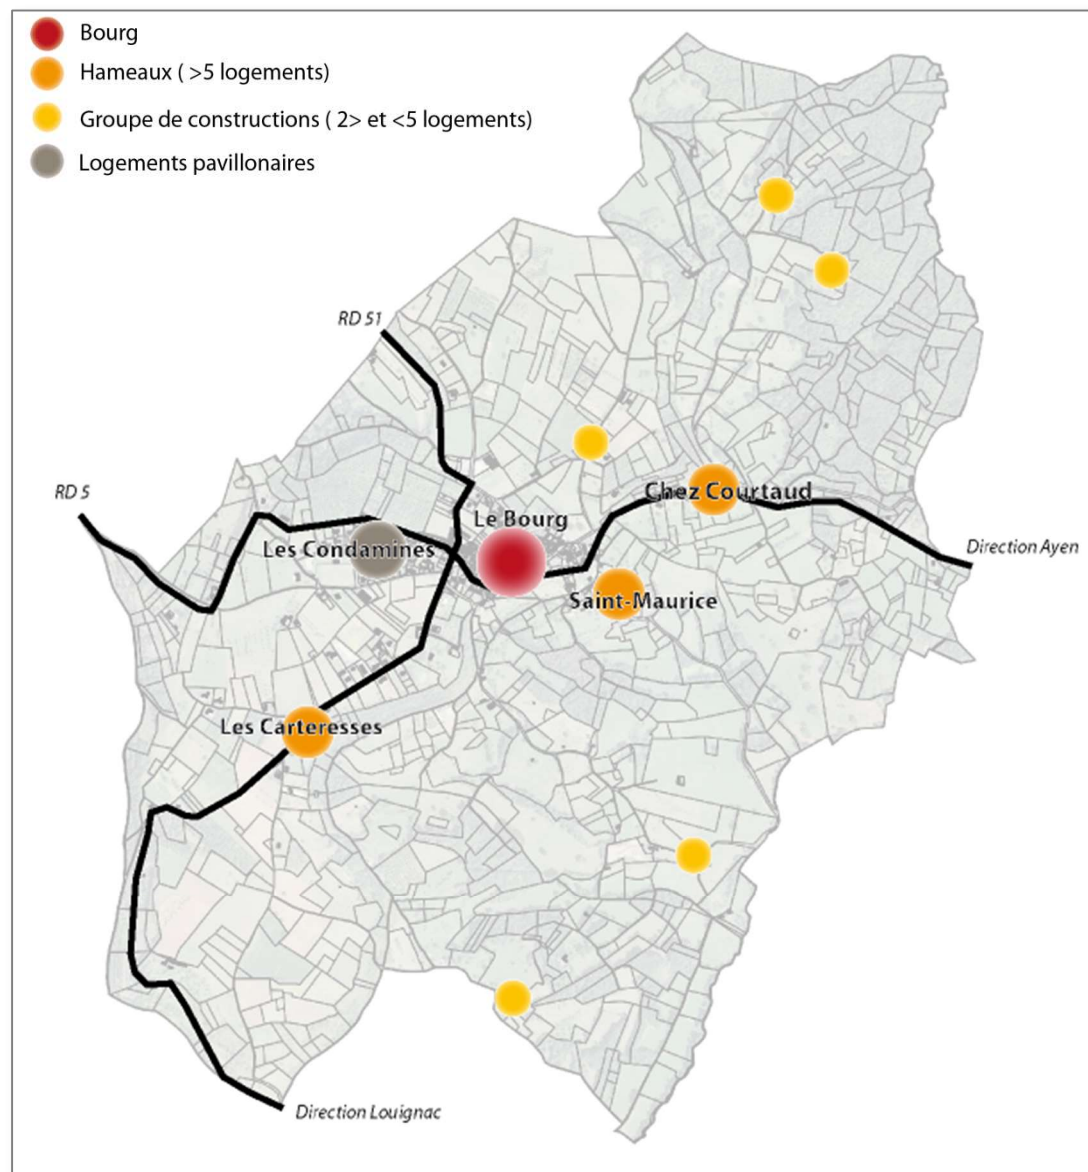 Bourg
Hameaux ( >5 logements)
Groupe de constructions ( 2> et <5 logements)
Logements pavillonaires
RD 51
RD 5
Chez Courtaud
Le Bourg
Les Condamines
Direction Ayen
Saint-Maurice
Les Carteresses
Direction Louignac